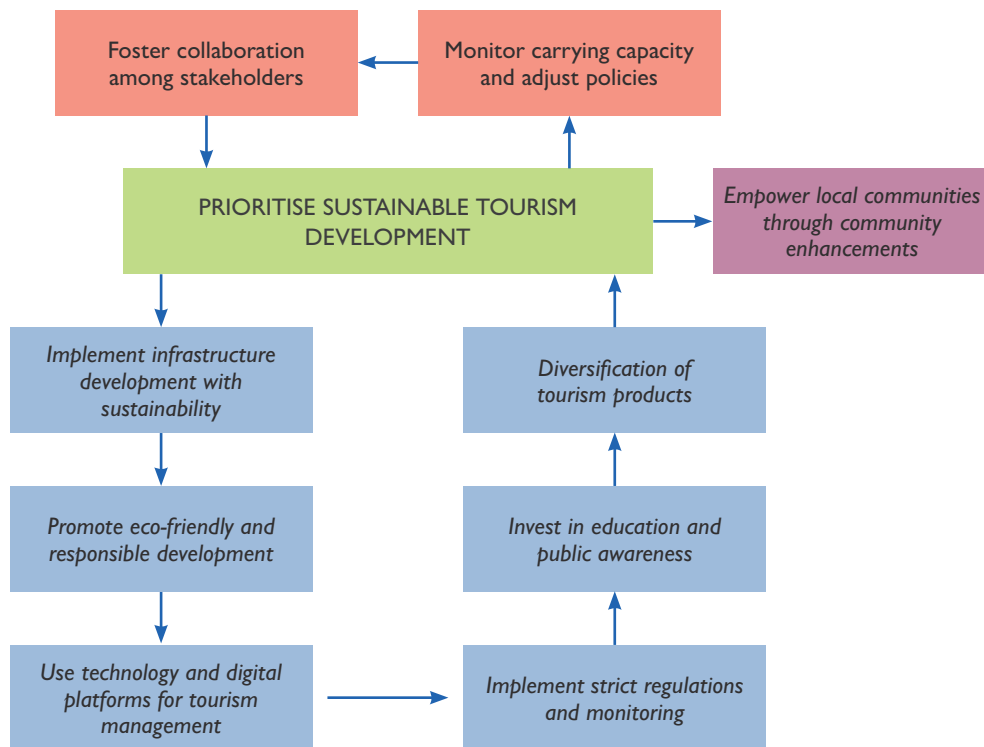 Foster collaboration
among stakeholders
Monitor carrying capacity
and adjust policies
PRIORITISE SUSTAINABLE TOURISM
DEVELOPMENT
Empower local communities
through community
enhancements
Implement infrastructure
development with
sustainability
Diversification of
tourism products
Promote eco-friendly and
responsible development
Invest in education and
public awareness
Use technology and digital
platforms for tourism
management
Implement strict regulations
and monitoring